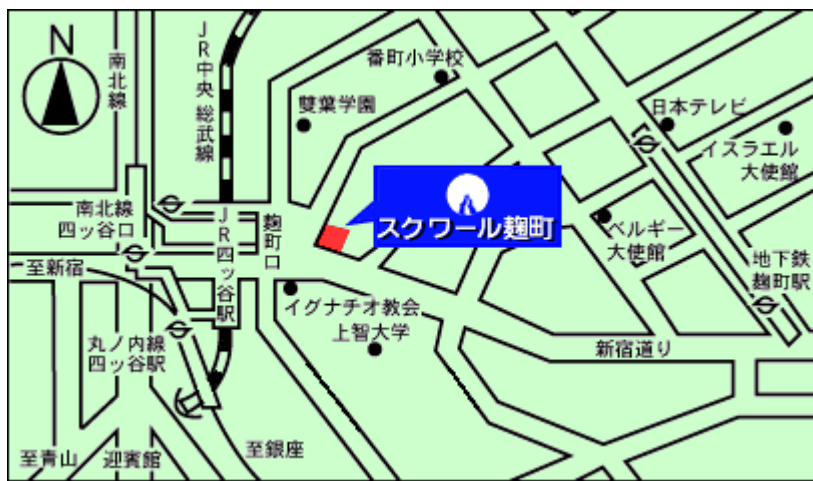 N
南北線
JR中央 総武線
番町小学校
雙葉学園
日本テレビ
イスラエル
大使館
南北線
四ッ谷口
麹町口
スクワール麹町
ベルギー
大使館
JR四ッ谷駅
至新宿
地下鉄
麹町駅
イグナチオ教会
上智大学
丸ノ内線
四ッ谷駅
新宿通り
至青山
迎賓館
至銀座